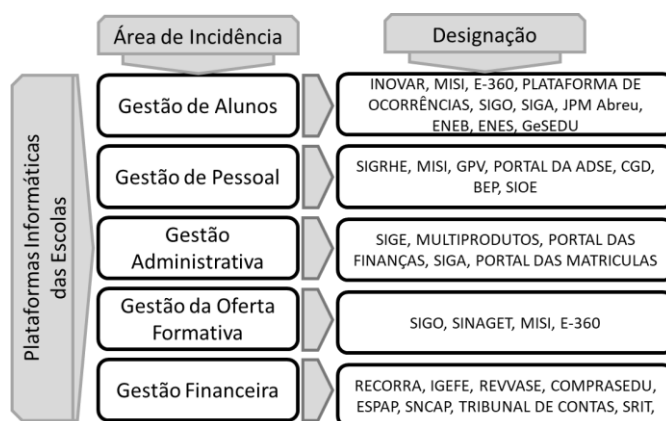 Área de Incidência
Designação
Plataformas Informáticas
das Escolas
Gestão de Alunos
INOVAR, MISI, E-360, PLATAFORMA DE
OCORRÊNCIAS, SIGO, SIGA, JPM Abreu,
ENEB, ENES, GeSEDU
Gestão de Pessoal
SIGRHE, MISI, GPV, PORTAL DA ADSE, CGD,
BEP, SIOE
Gestão
Administrativa
SIGE, MULTIPRODUTOS, PORTAL DAS
FINANÇAS, SIGA, PORTAL DAS MATRICULAS
Gestão da Oferta
Formativa
SIGO, SINAGET, MISI, E-360
Gestão Financeira
RECORRA, IGEFE, REVVASE, COMPRASEDU,
ESPAP, SNCAP, TRIBUNAL DE CONTAS, SRIT,